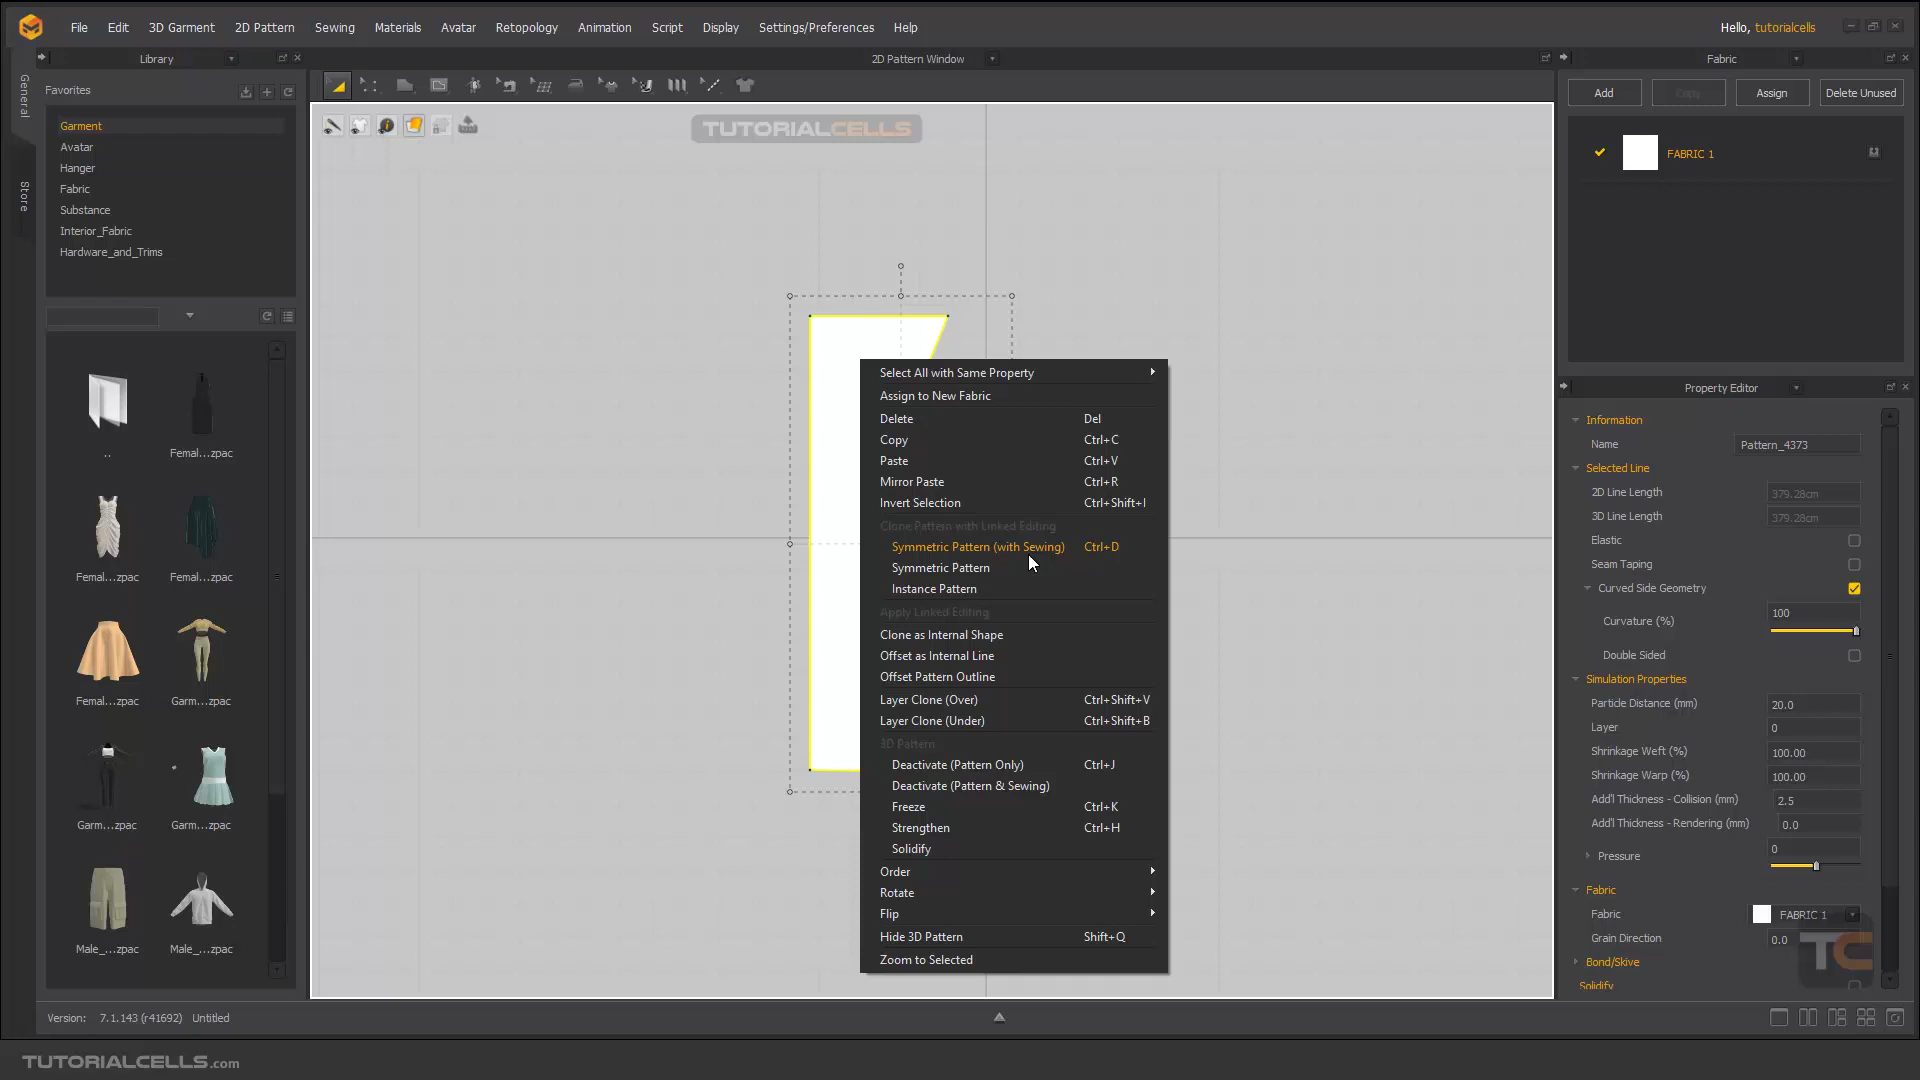 File Edit 3D Garment 2D Pattern Sewing Materials Avatar Retopology Animation Script Display Settings/Preferences Help
Hello, tutorialcells
Library
2D Pattern Window
Fabric
General
Store
Favorites
Garment
Avatar
Hanger
Fabric
Substance
Interior_Fabric
Hardware_and_Trims
..
Femal...zpac
Femal...zpac
Femal...zpac
Femal...zpac
Garm...zpac
Garm...zpac
Garm...zpac
Male_...zpac
Male_...zpac
TUTORIALCELLS
Select All with Same Property
Assign to New Fabric
Delete Del
Copy Ctrl+C
Paste Ctrl+V
Mirror Paste Ctrl+R
Invert Selection Ctrl+Shift+I
Clone Pattern with Linked Editing
Symmetric Pattern (with Sewing) Ctrl+D
Symmetric Pattern
Instance Pattern
Apply Linked Editing
Clone as Internal Shape
Offset as Internal Line
Offset Pattern Outline
Layer Clone (Over) Ctrl+Shift+V
Layer Clone (Under) Ctrl+Shift+B
3D Pattern
Deactivate (Pattern Only) Ctrl+J
Deactivate (Pattern & Sewing)
Freeze Ctrl+K
Strengthen Ctrl+H
Solidify
Order
Rotate
Flip
Hide 3D Pattern Shift+Q
Zoom to Selected
Add Copy Assign Delete Unused
FABRIC 1
Property Editor
Information
Name Pattern_4373
Selected Line
2D Line Length 379.28cm
3D Line Length 379.28cm
Elastic
Seam Taping
Curved Side Geometry
Curvature (%) 100
Double Sided
Simulation Properties
Particle Distance (mm) 20.0
Layer 0
Shrinkage Weft (%) 100.00
Shrinkage Warp (%) 100.00
Add'l Thickness - Collision (mm) 2.5
Add'l Thickness - Rendering (mm) 0.0
Pressure 0
Fabric
Fabric FABRIC 1
Grain Direction 0.0
Bond/Skive
Solidify
TC
Version: 7.1.143 (r41692) Untitled
TUTORIALCELLS.com